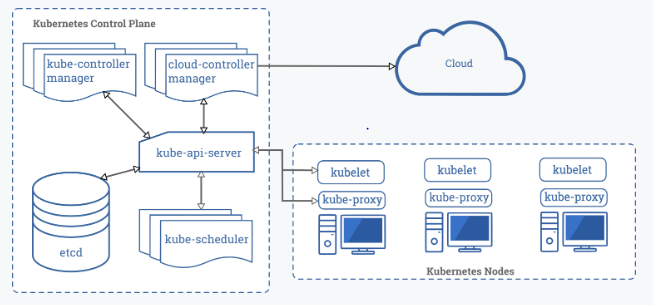 Kubernetes Control Plane
kube-controller
manager
cloud-controller
manager
Cloud
kube-api-server
kubelet
kubelet
kubelet
kube-proxy
kube-proxy
kube-proxy
etcd
kube-scheduler
Kubernetes Nodes